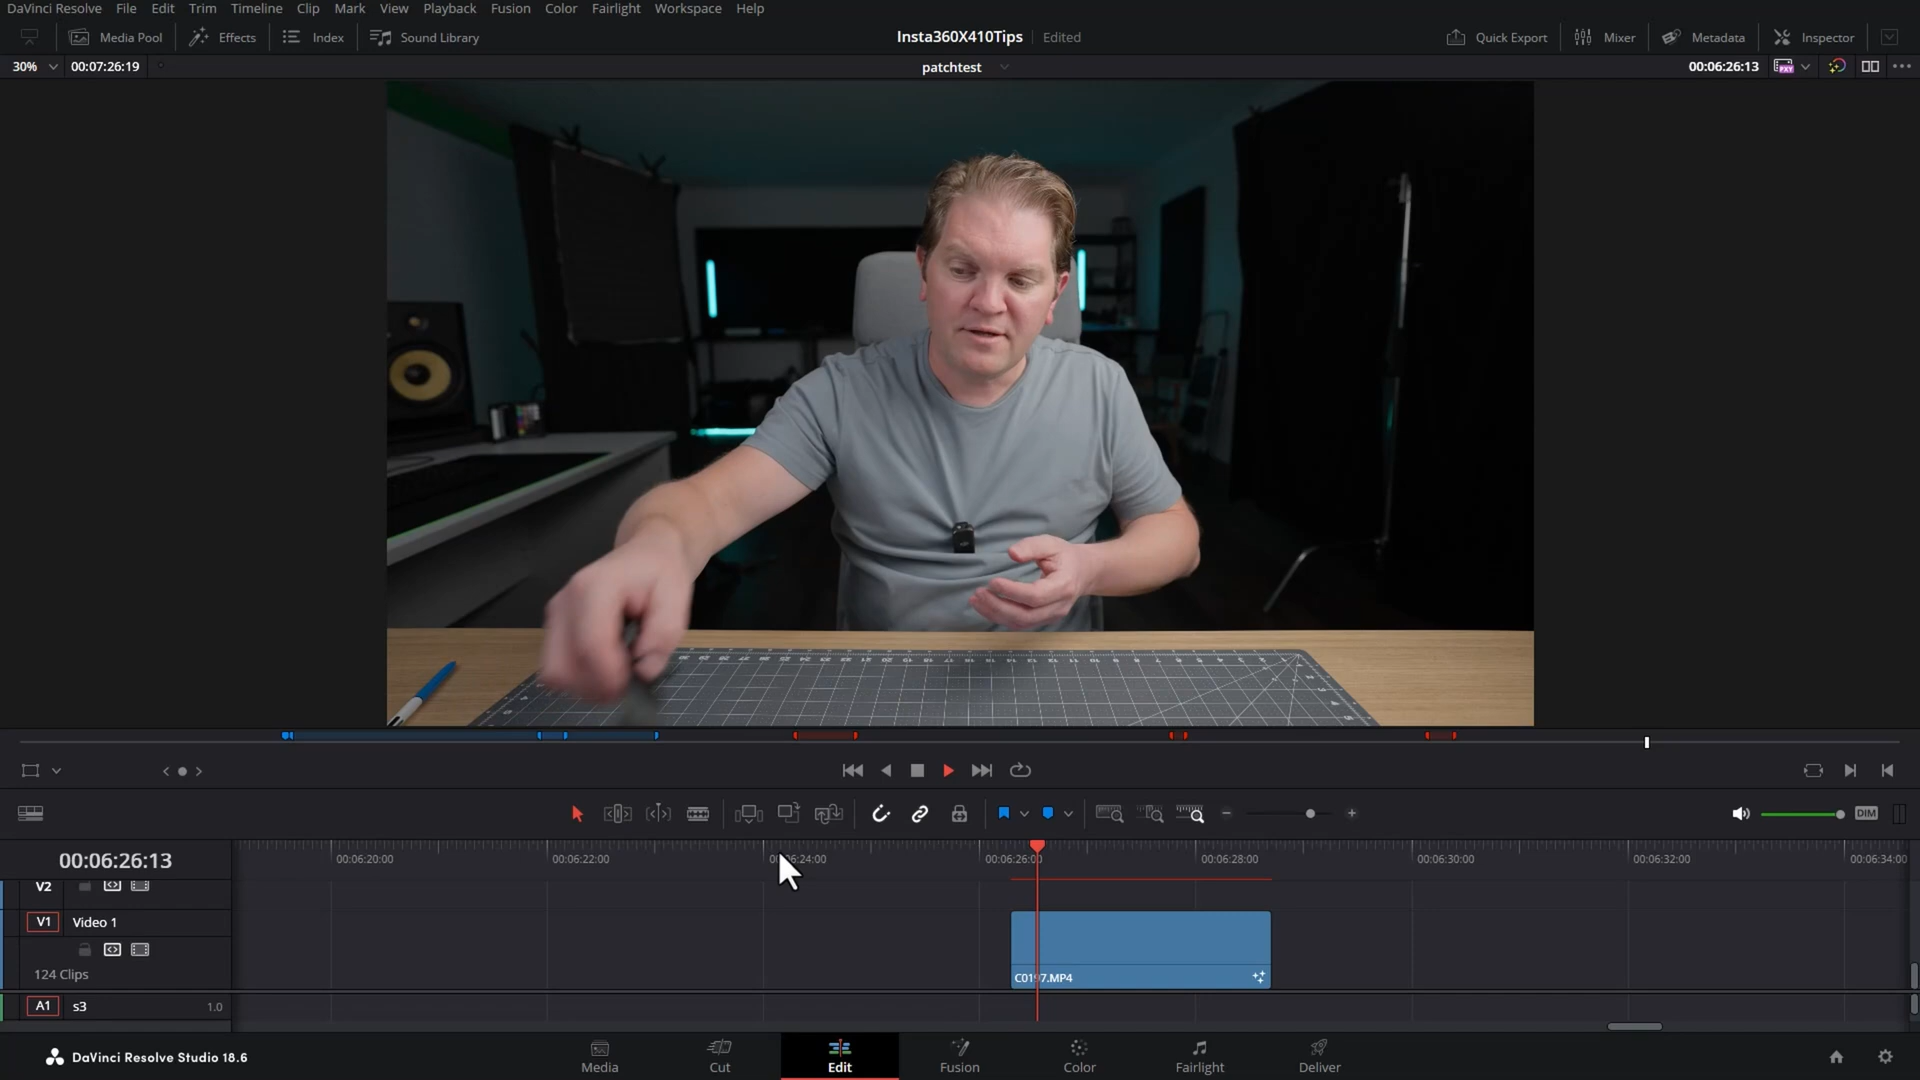 DaVinci Resolve File Edit Trim Timeline Clip Mark View Playback Fusion Color Fairlight Workspace Help
Media Pool Effects Index Sound Library Insta360X410Tips Edited Quick Export Mixer Metadata Inspector
30% 00:07:26:19 patchtest 00:06:26:13 PXY
DIM
00:06:26:13 00:06:20:00 00:06:22:00 00:06:24:00 00:06:26:00 00:06:28:00 00:06:30:00 00:06:32:00 00:06:34:00
V2
V1 Video 1
124 Clips C0197.MP4
A1 s3 1.0
DaVinci Resolve Studio 18.6 Media Cut Edit Fusion Color Fairlight Deliver